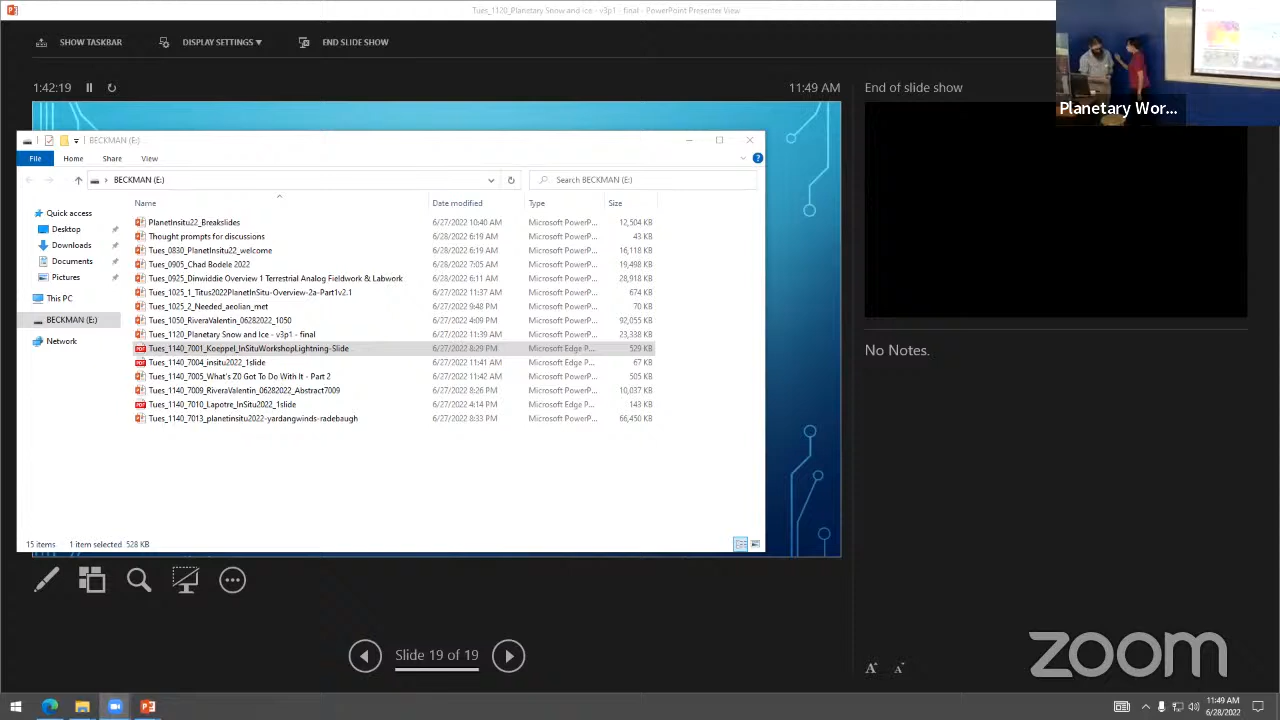 Tues_1120_Planetary Snow and Ice - v3p1 - final - PowerPoint Presenter View
SHOW TASKBAR DISPLAY SETTINGS ▼ END SLIDE SHOW
Planetary Wor...
1:42:19 11:49 AM End of slide show
BECKMAN (E:)
File Home Share View
BECKMAN (E:) Search BECKMAN (E:)
Name Date modified Type Size
Quick access
Desktop
Downloads
Documents
Pictures
This PC
BECKMAN (E:)
Network
PlanetInsitu22_Breakslides 6/27/2022 10:40 AM Microsoft PowerP... 12,504 KB
Thought prompts for discussions 6/28/2022 6:19 AM Microsoft PowerP... 43 KB
Tues_0830_PlanetInsitu22_welcome 6/28/2022 6:19 AM Microsoft PowerP... 16,118 KB
Tues_0905_Chad Bodele 2022 6/28/2022 7:05 AM Microsoft PowerP... 19,498 KB
Tues_0925_Dinwiddie Overview 1 Terrestrial Analog Fieldwork & Labwork 6/28/2022 6:11 AM Microsoft PowerP... 28,918 KB
Tues_1025_1_Titus2022PlanetInSitu-Overview-2a-Part1v2.1 6/27/2022 11:37 AM Microsoft PowerP... 674 KB
Tues_1025_2_Needed_aeolian_met 6/27/2022 9:48 PM Microsoft PowerP... 70 KB
Tues_1050_RiveraValentin_06282022_1050 6/27/2022 4:09 PM Microsoft PowerP... 92,055 KB
Tues_1120_Planetary Snow and Ice - v3p1 - final 6/27/2022 11:39 AM Microsoft PowerP... 23,338 KB
Tues_1140_7001_Koeppel_InSituWorkshopLightning-Slide 6/27/2022 8:29 PM Microsoft Edge P... 529 KB
Tues_1140_7004_insitu2022_1slide 6/27/2022 11:41 AM Microsoft Edge P... 67 KB
Tues_1140_7005_What's Z0 Got To Do With It - Part 2 6/27/2022 11:42 AM Microsoft PowerP... 505 KB
Tues_1140_7009_RiveraValentin_06282022_Abstract7009 6/27/2022 8:26 PM Microsoft PowerP... 10,037 KB
Tues_1140_7010_Lapotre_InSitu2022_1slide 6/27/2022 4:14 PM Microsoft Edge P... 143 KB
Tues_1140_7013_planetinsitu2022-yardangwinds-radebaugh 6/27/2022 8:33 PM Microsoft PowerP... 66,450 KB
15 items 1 item selected 528 KB
No Notes.
Slide 19 of 19
A A
zoom
11:49 AM
6/28/2022